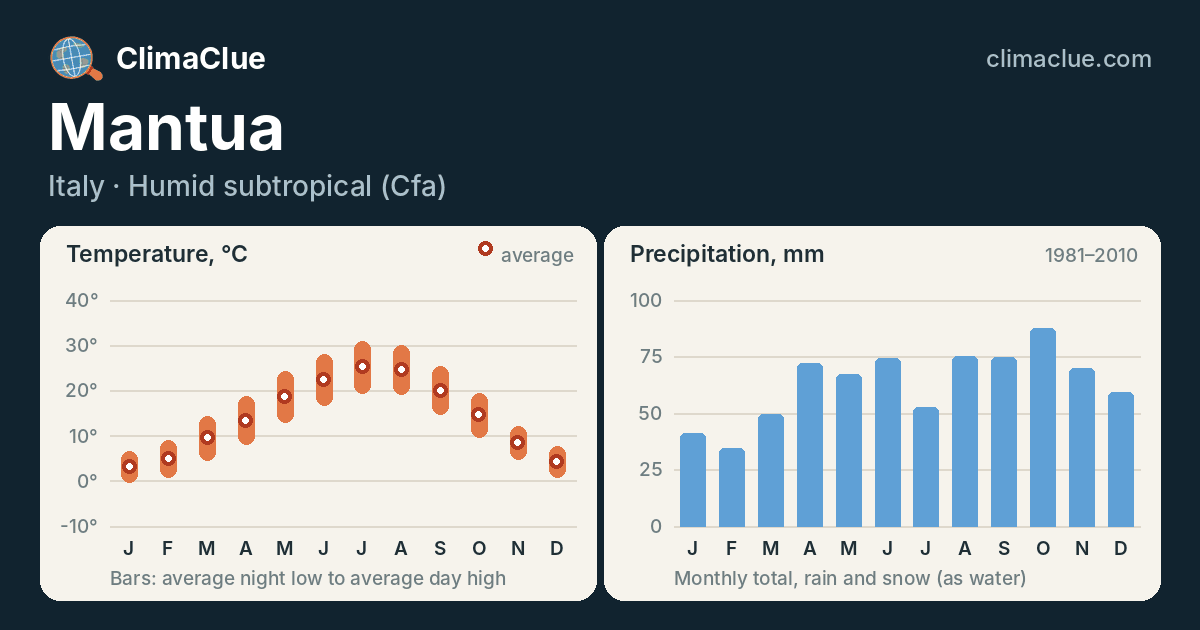 ClimaClue
climaclue.com
Mantua
Italy · Humid subtropical (Cfa)
Temperature, °C
average
40°
30°
20°
10°
0°
-10°
J F M A M J J A S O N D
Bars: average night low to average day high
Precipitation, mm
1981–2010
100
75
50
25
0
J F M A M J J A S O N D
Monthly total, rain and snow (as water)